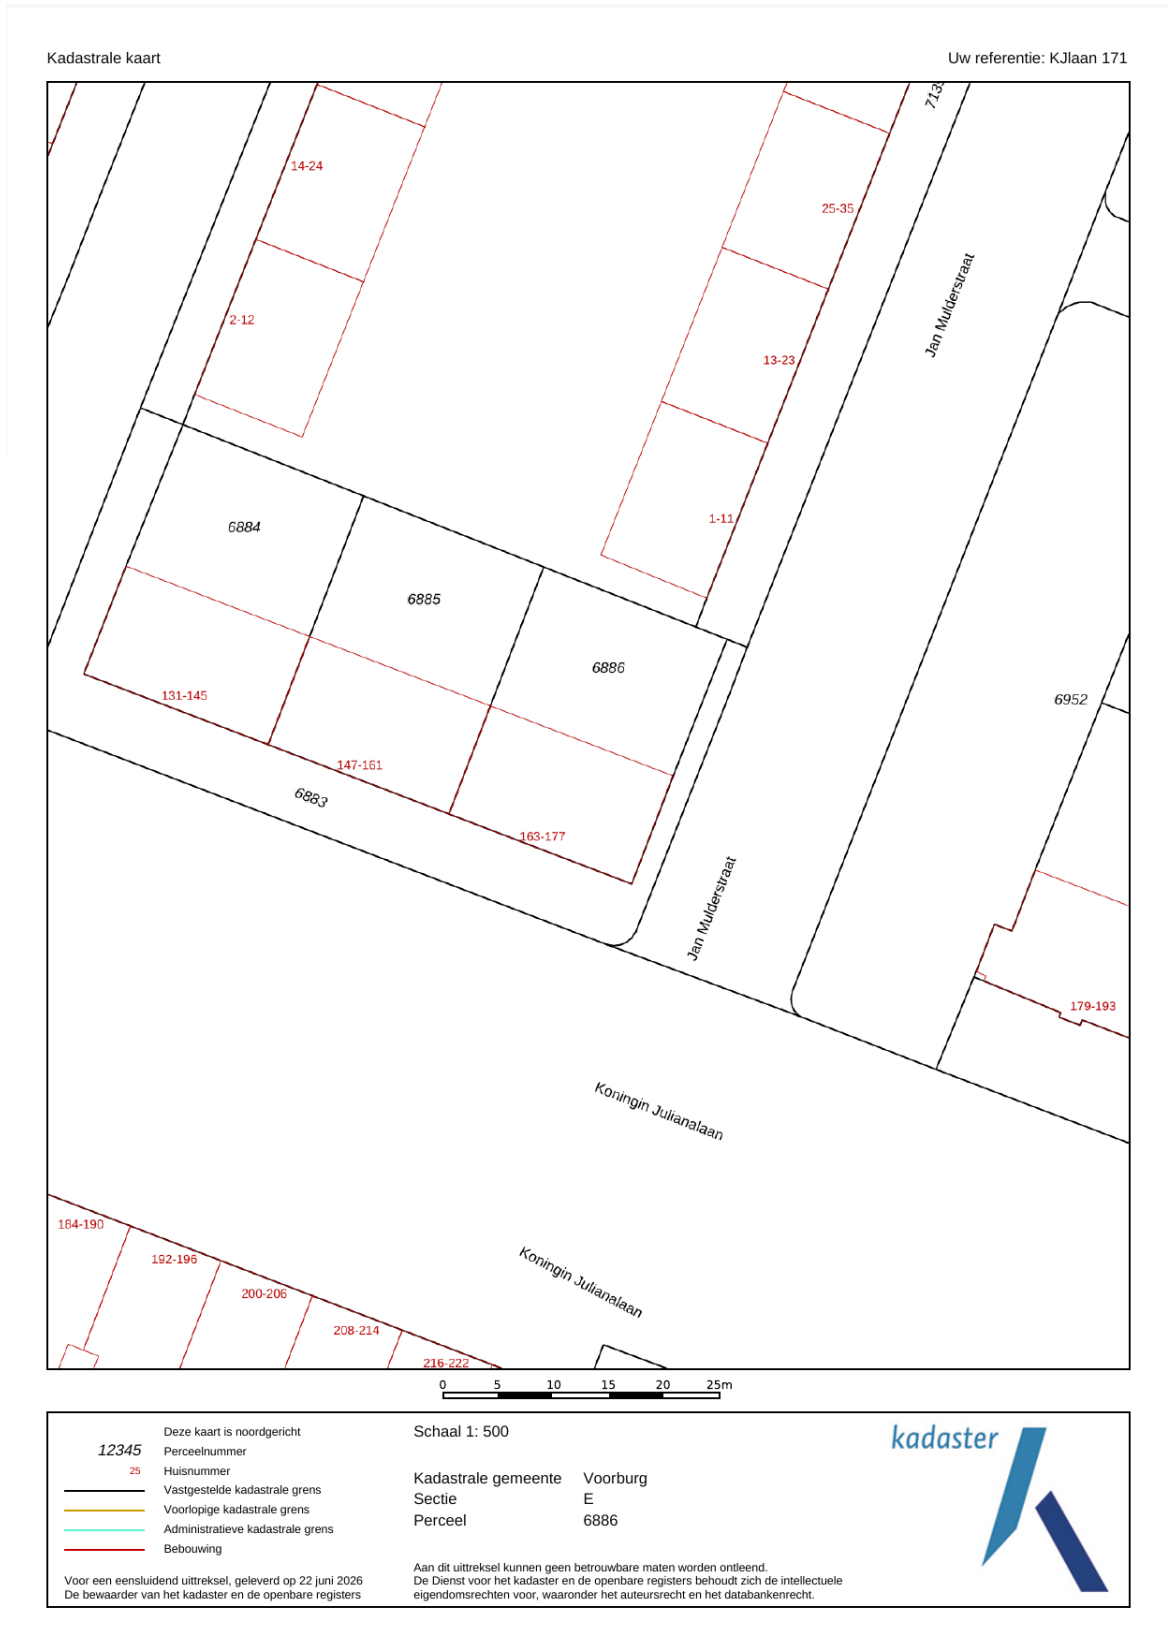 Kadastrale kaart
Uw referentie: KJlaan 171
14-24
25-35
Jan Mulderstraat
2-12
13-23
1-11
6884
6885
6886
6952
131-145
147-161
6883
163-177
Jan Mulderstraat
179-193
Koningin Julianalaan
184-190
192-196
200-206
208-214
216-222
Koningin Julianalaan
0 5 10 15 20 25m
Deze kaart is noordgericht
12345 Perceelnummer
25 Huisnummer
Vastgestelde kadastrale grens
Voorlopige kadastrale grens
Administratieve kadastrale grens
Bebouwing
Voor een eensluidend uittreksel, geleverd op 22 juni 2026
De bewaarder van het kadaster en de openbare registers
Schaal 1: 500
Kadastrale gemeente Voorburg
Sectie E
Perceel 6886
Aan dit uittreksel kunnen geen betrouwbare maten worden ontleend.
De Dienst voor het kadaster en de openbare registers behoudt zich de intellectuele
eigendomsrechten voor, waaronder het auteursrecht en het databankenrecht.
kadaster